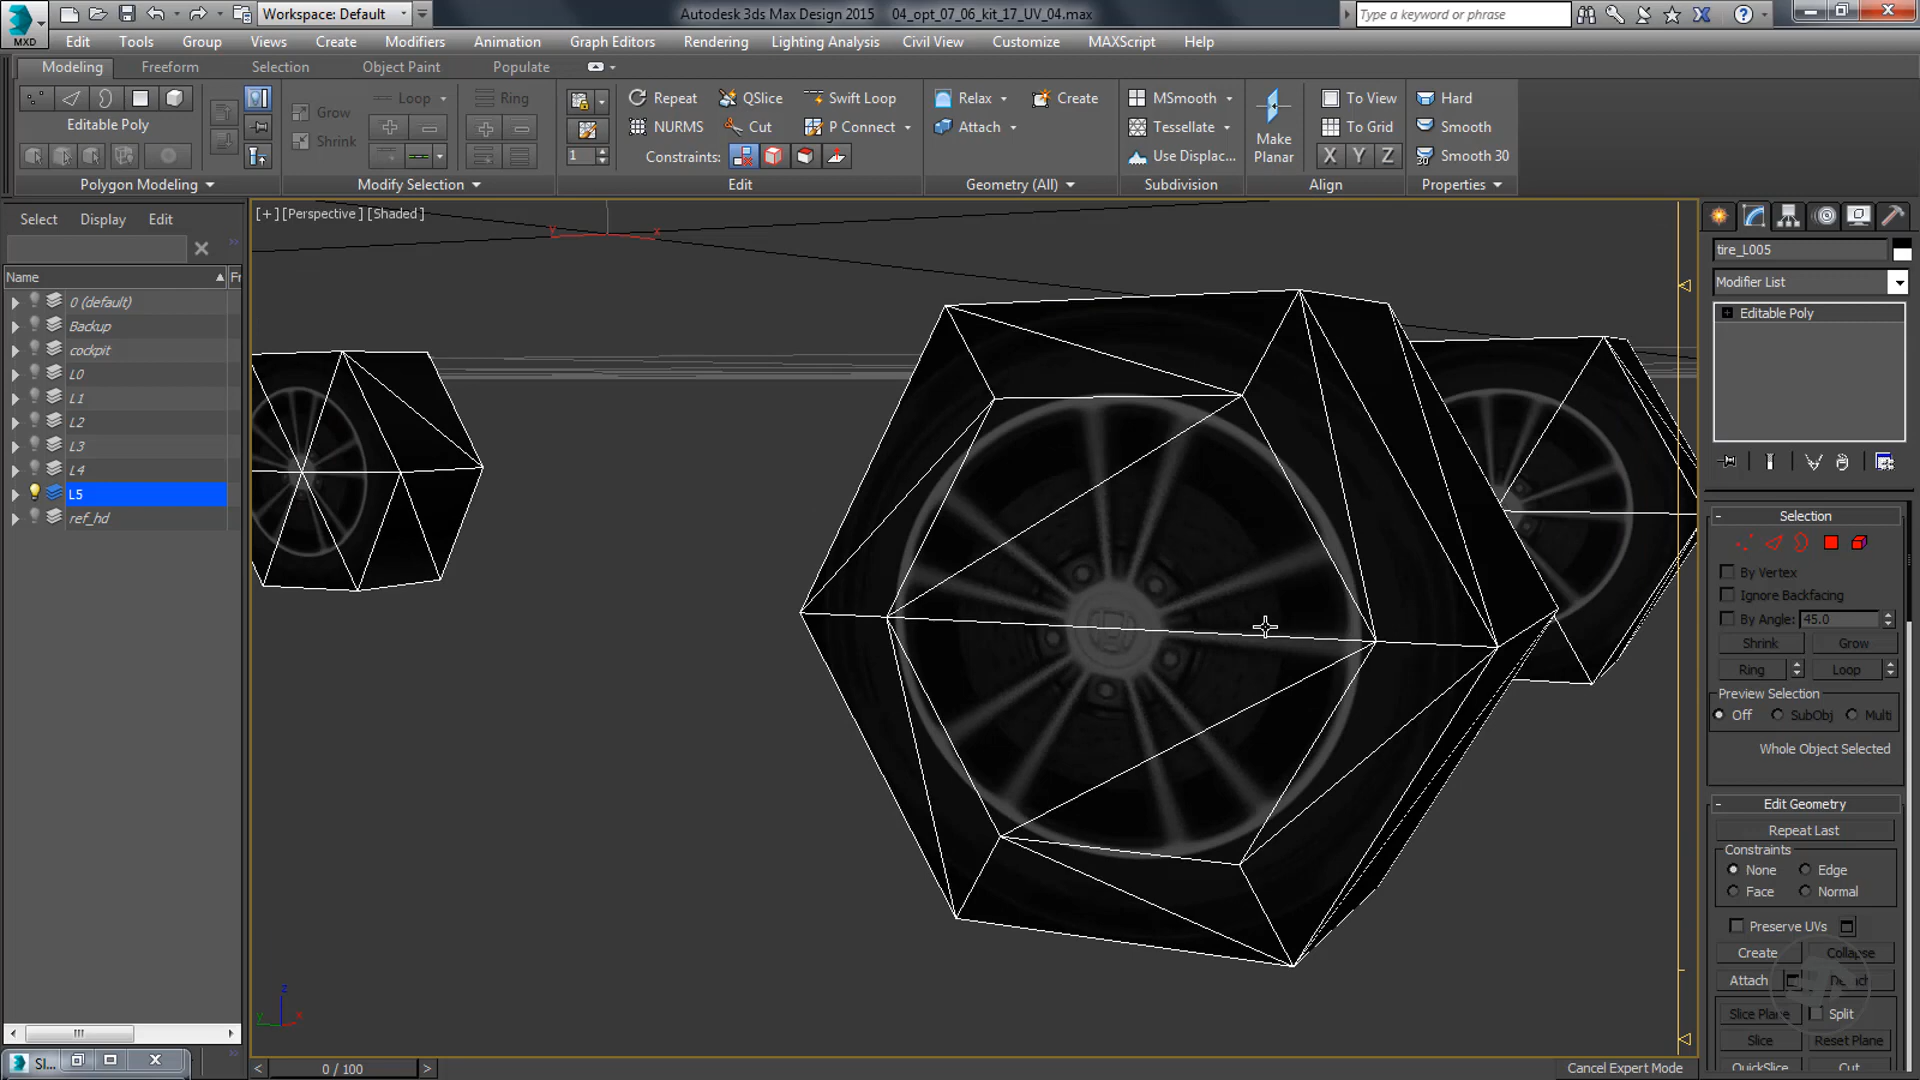 Workspace: Default
Autodesk 3ds Max Design 2015 04_opt_07_06_kit_17_UV_04.max
Type a keyword or phrase
MXD
Edit Tools Group Views Create Modifiers Animation Graph Editors Rendering Lighting Analysis Civil View Customize MAXScript Help
Modeling Freeform Selection Object Paint Populate
Grow Loop Ring Repeat QSlice Swift Loop Relax Create MSmooth To View Hard
Editable Poly NURMS Cut P Connect Attach Tessellate Make Planar To Grid Smooth
Shrink 1 Constraints: Use Displac... X Y Z 30 Smooth 30
Polygon Modeling Modify Selection Edit Geometry (All) Subdivision Align Properties
Select Display Edit
[+] [Perspective] [Shaded]
tire_L005
Name Fr
Modifier List
0 (default)
Backup
cockpit
L0
L1
L2
L3
L4
L5
ref_hd
Editable Poly
Selection
By Vertex
Ignore Backfacing
By Angle: 45.0
Shrink Grow
Ring Loop
Preview Selection
Off SubObj Multi
Whole Object Selected
Edit Geometry
Repeat Last
Constraints
None Edge
Face Normal
Preserve UVs
Create Collapse
Attach Detach
Slice Plane Split
Slice Reset Plane
QuickSlice Cut
y x
z
y x
Sl...
0 / 100
Cancel Expert Mode